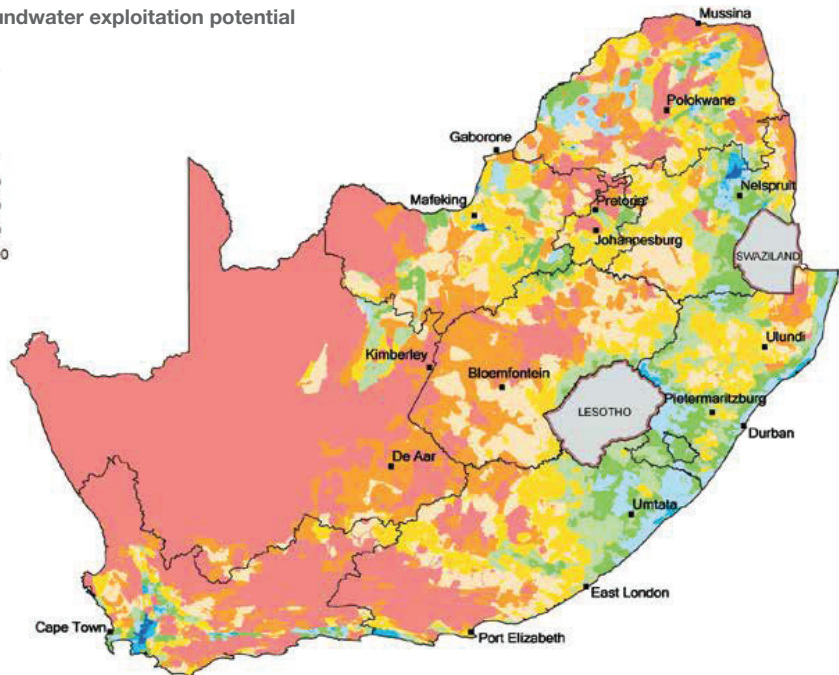 undwater exploitation potential
Mussina
Polokwane
Gaborone
Nelspruit
Mafeking
Pretoria
Johannesburg
SWAZILAND
Ulundi
Kimberley
Bloemfontein
LESOTHO
Pietermaritzburg
Durban
De Aar
Umtata
East London
Cape Town
Port Elizabeth
0